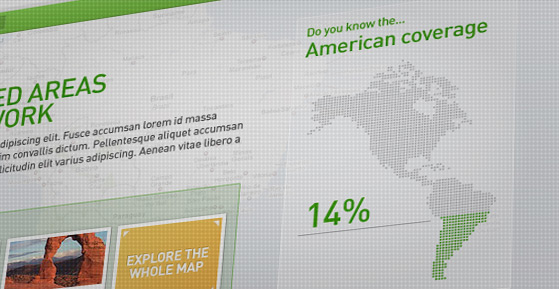 ED AREAS
WORK
dipiscing elit. Fusce accumsan lorem id massa
im convallis dictum. Pellentesque aliquet accumsan
licitudin elit varius adipiscing. Aenean vitae libero a
EXPLORE THE
WHOLE MAP
Do you know the...
American coverage
14%